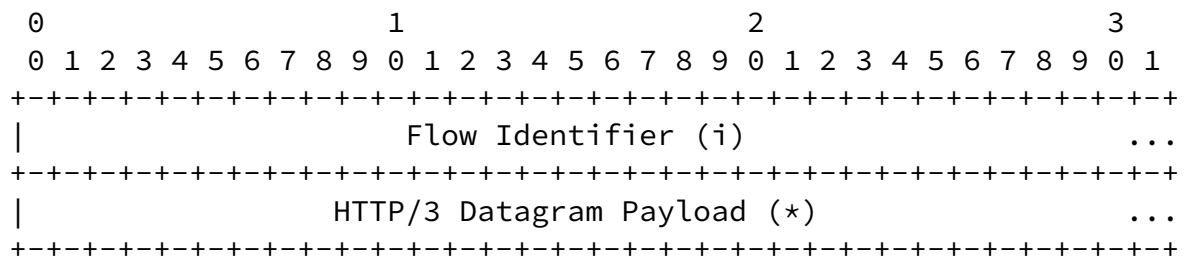 0                   1                   2                   3
 0 1 2 3 4 5 6 7 8 9 0 1 2 3 4 5 6 7 8 9 0 1 2 3 4 5 6 7 8 9 0 1
+-+-+-+-+-+-+-+-+-+-+-+-+-+-+-+-+-+-+-+-+-+-+-+-+-+-+-+-+-+-+-+-+
|                    Flow Identifier (i)                      ...
+-+-+-+-+-+-+-+-+-+-+-+-+-+-+-+-+-+-+-+-+-+-+-+-+-+-+-+-+-+-+-+-+
|                 HTTP/3 Datagram Payload (*)                 ...
+-+-+-+-+-+-+-+-+-+-+-+-+-+-+-+-+-+-+-+-+-+-+-+-+-+-+-+-+-+-+-+-+